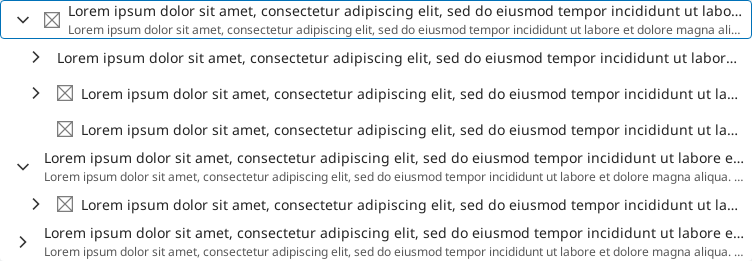 Lorem ipsum dolor sit amet, consectetur adipiscing elit, sed do eiusmod tempor incididunt ut labo...
Lorem ipsum dolor sit amet, consectetur adipiscing elit, sed do eiusmod tempor incididunt ut labore et dolore magna ali...
Lorem ipsum dolor sit amet, consectetur adipiscing elit, sed do eiusmod tempor incididunt ut labor...
Lorem ipsum dolor sit amet, consectetur adipiscing elit, sed do eiusmod tempor incididunt ut la...
Lorem ipsum dolor sit amet, consectetur adipiscing elit, sed do eiusmod tempor incididunt ut la...
Lorem ipsum dolor sit amet, consectetur adipiscing elit, sed do eiusmod tempor incididunt ut labore e...
Lorem ipsum dolor sit amet, consectetur adipiscing elit, sed do eiusmod tempor incididunt ut labore et dolore magna aliqua. ...
Lorem ipsum dolor sit amet, consectetur adipiscing elit, sed do eiusmod tempor incididunt ut la...
Lorem ipsum dolor sit amet, consectetur adipiscing elit, sed do eiusmod tempor incididunt ut labore e...
Lorem ipsum dolor sit amet, consectetur adipiscing elit, sed do eiusmod tempor incididunt ut labore et dolore magna aliqua. ...